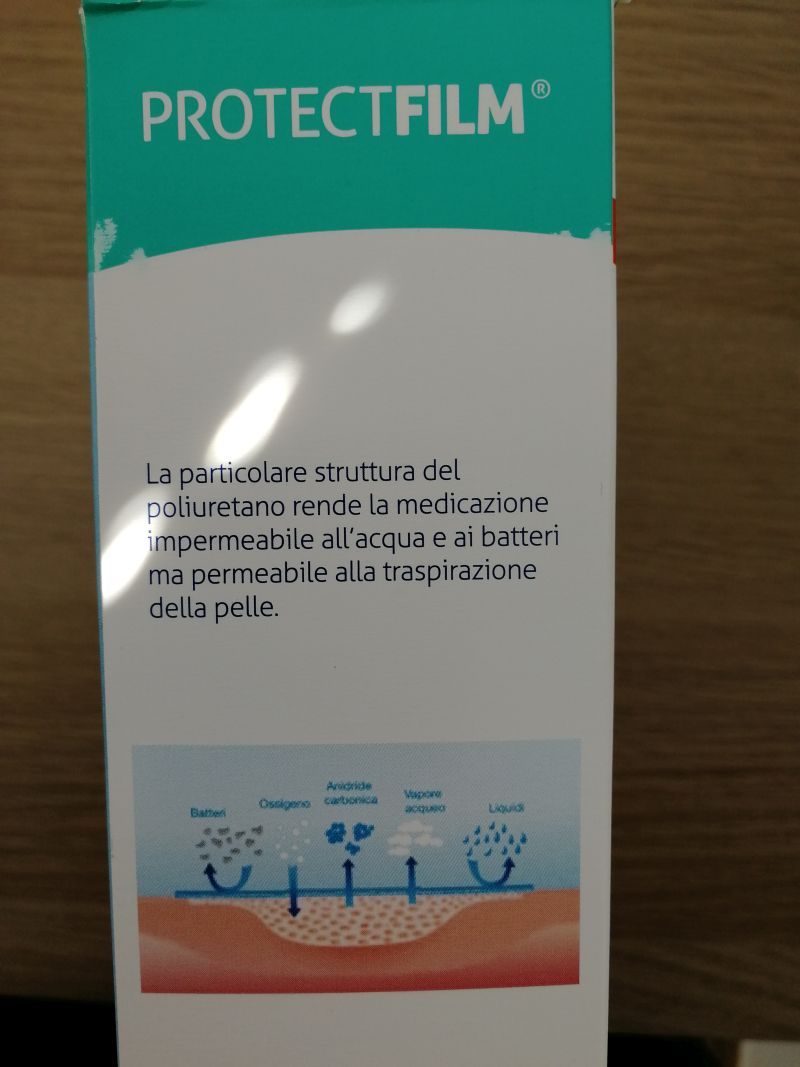 PROTECTFILM®
La particolare struttura del
poliuretano rende la medicazione
impermeabile all'acqua e ai batteri
ma permeabile alla traspirazione
della pelle.
Batteri
Ossigeno
Anidride
carbonica
Vapore
acqueo
Liquidi